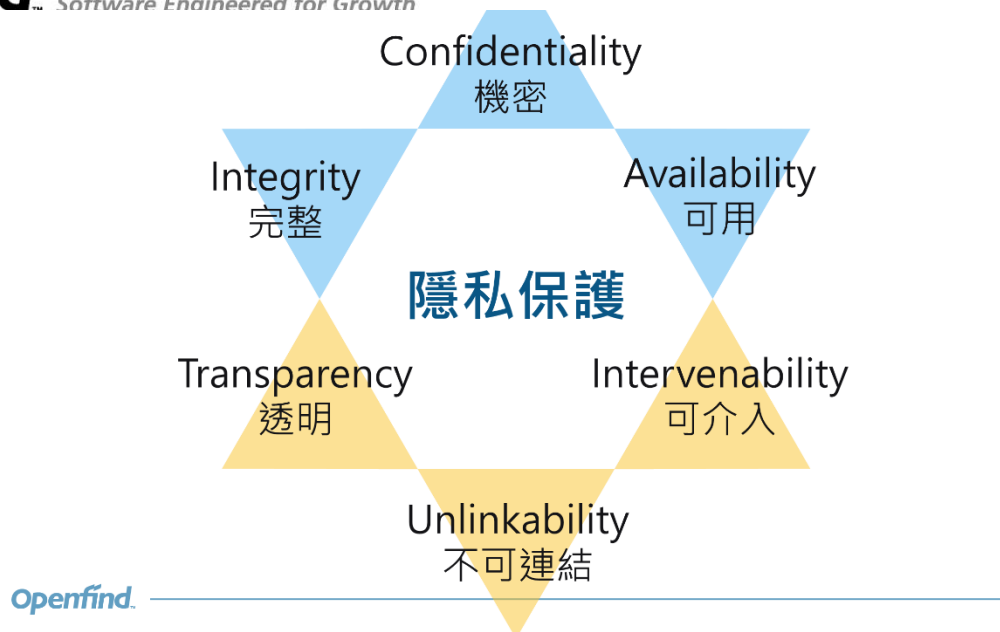 Software Engineered for Growth
Confidentiality
機密
Integrity
完整
Availability
可用
隱私保護
Transparency
透明
Intervenability
可介入
Unlinkability
不可連結
Openfind